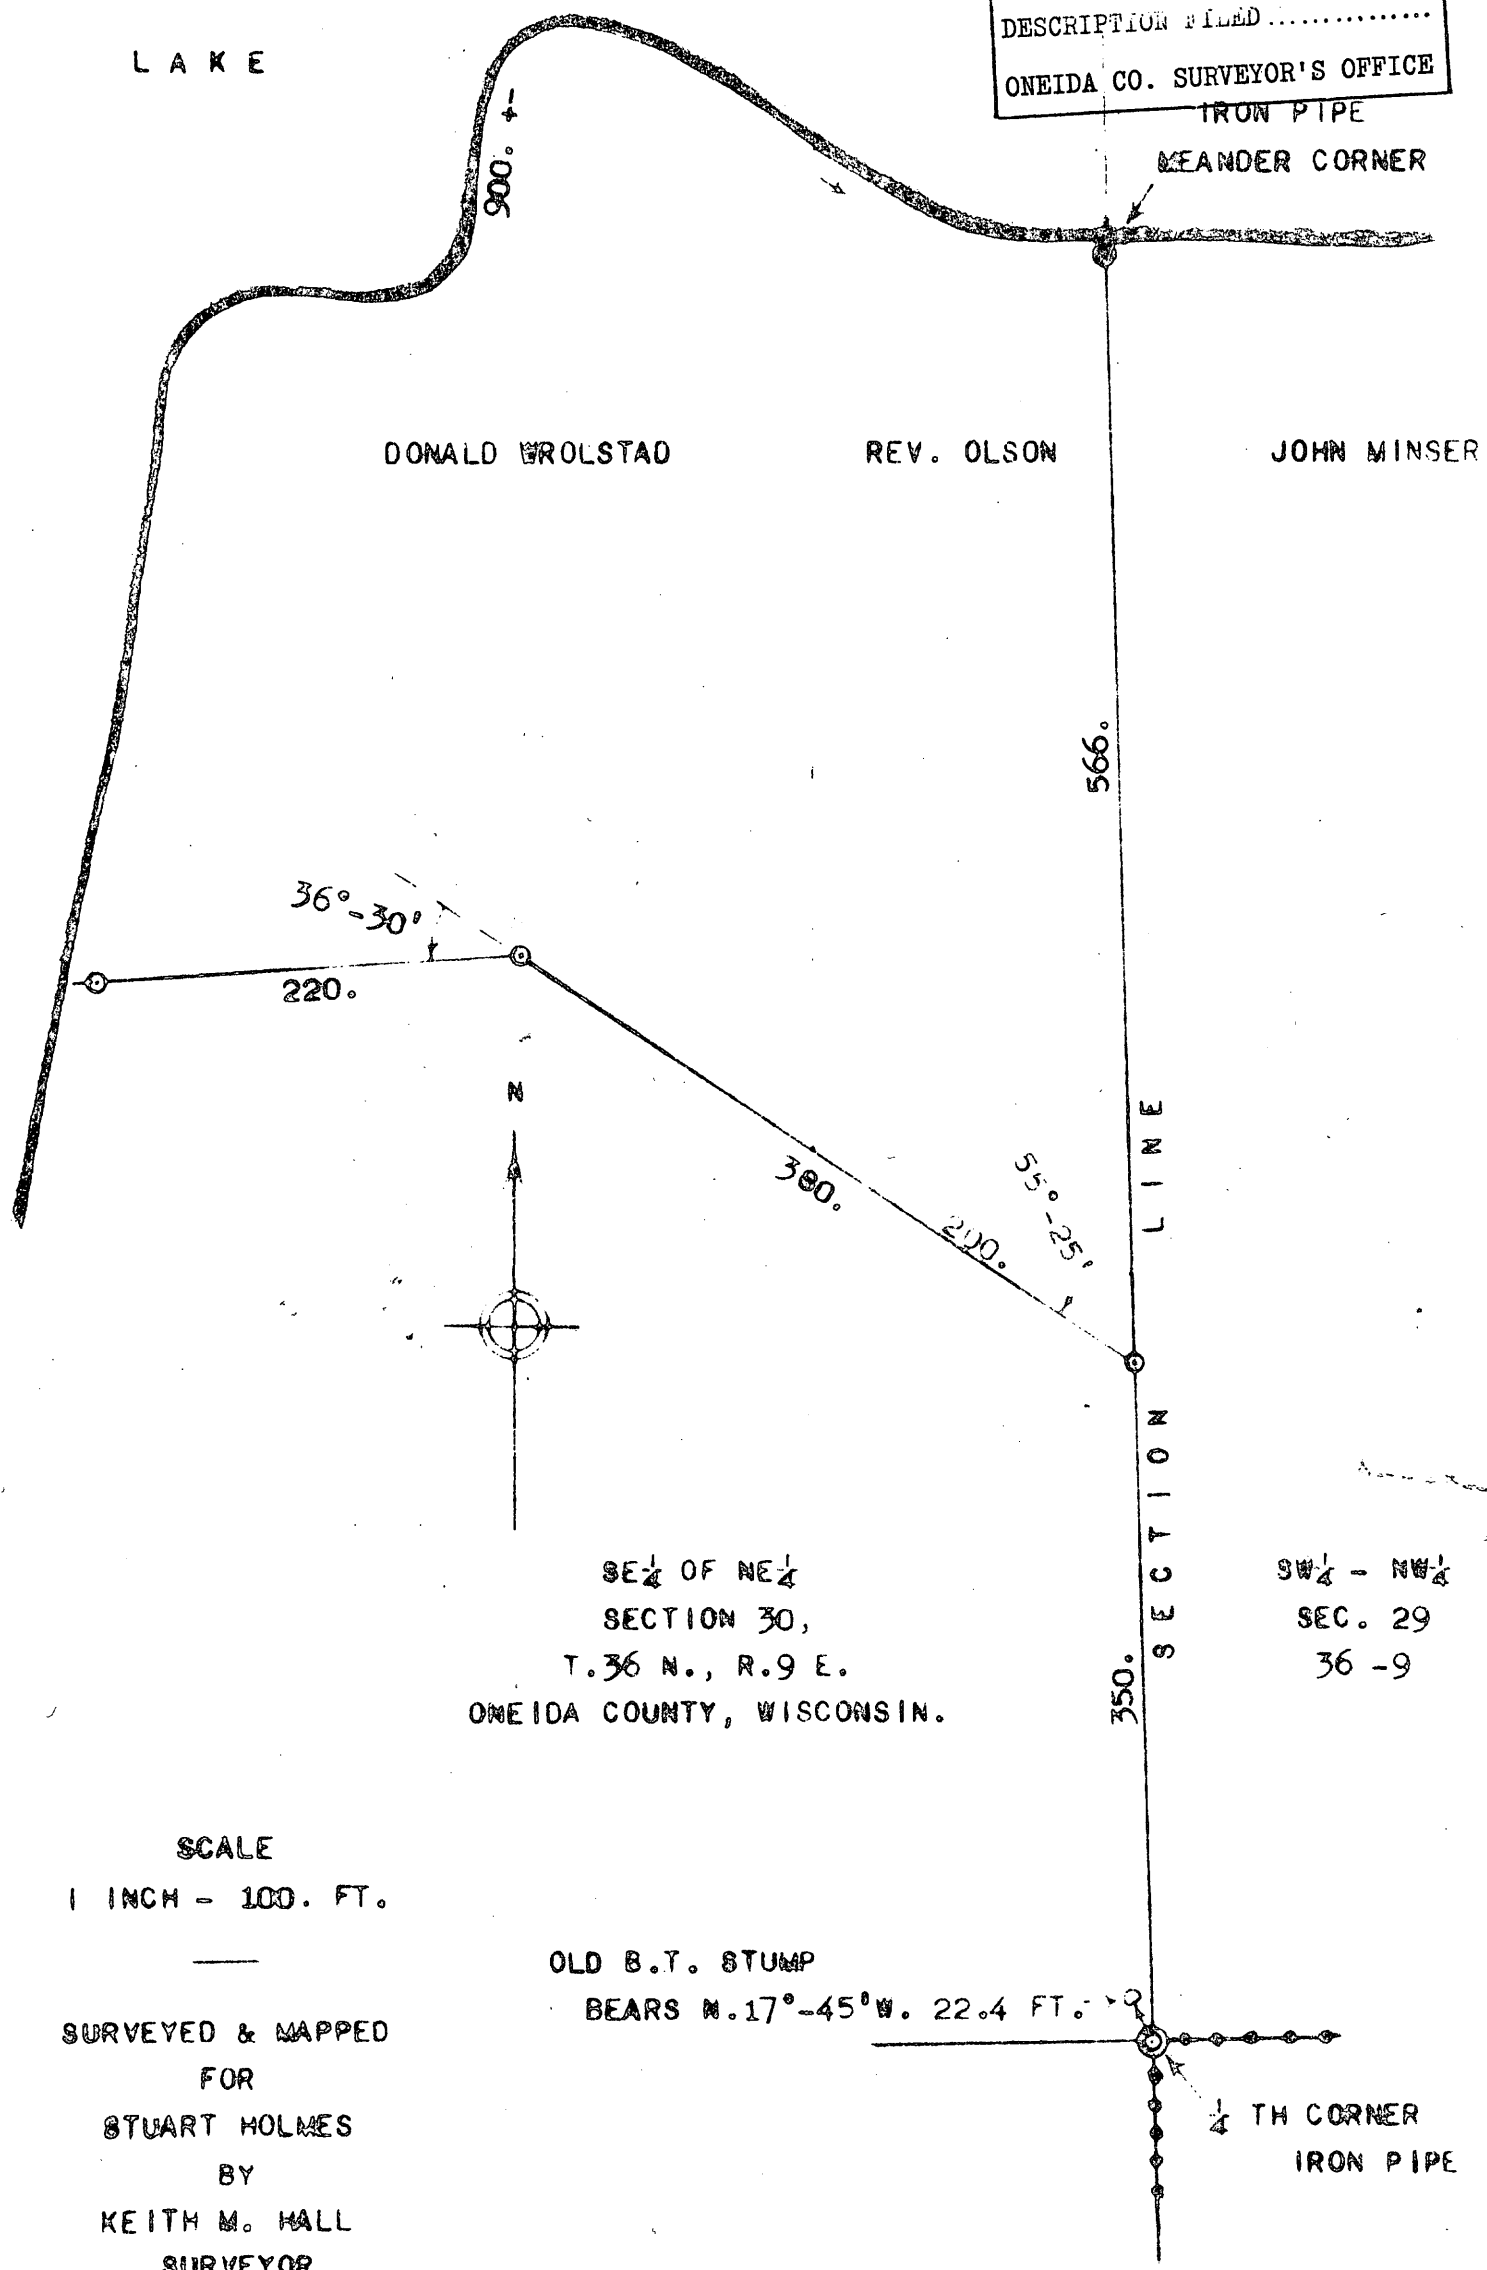 DESCRIPTION FILED ...............
ONEIDA CO. SURVEYOR'S OFFICE
LAKE
IRON PIPE
MEANDER CORNER
900. +-
DONALD WROLSTAD
REV. OLSON
JOHN MINSER
566.
36°-30'
220.
N
380.
200.
55°-25'
SECTION LINE
SE¼ OF NE¼
SECTION 30,
T.36 N., R.9 E.
ONEIDA COUNTY, WISCONSIN.
SW¼ - NW¼
SEC. 29
36 -9
350.
SCALE
1 INCH - 100. FT.
OLD B.T. STUMP
BEARS N.17°-45'W. 22.4 FT.
SURVEYED & MAPPED
FOR
STUART HOLMES
BY
KEITH M. HALL
SURVEYOR
¼ TH CORNER
IRON PIPE